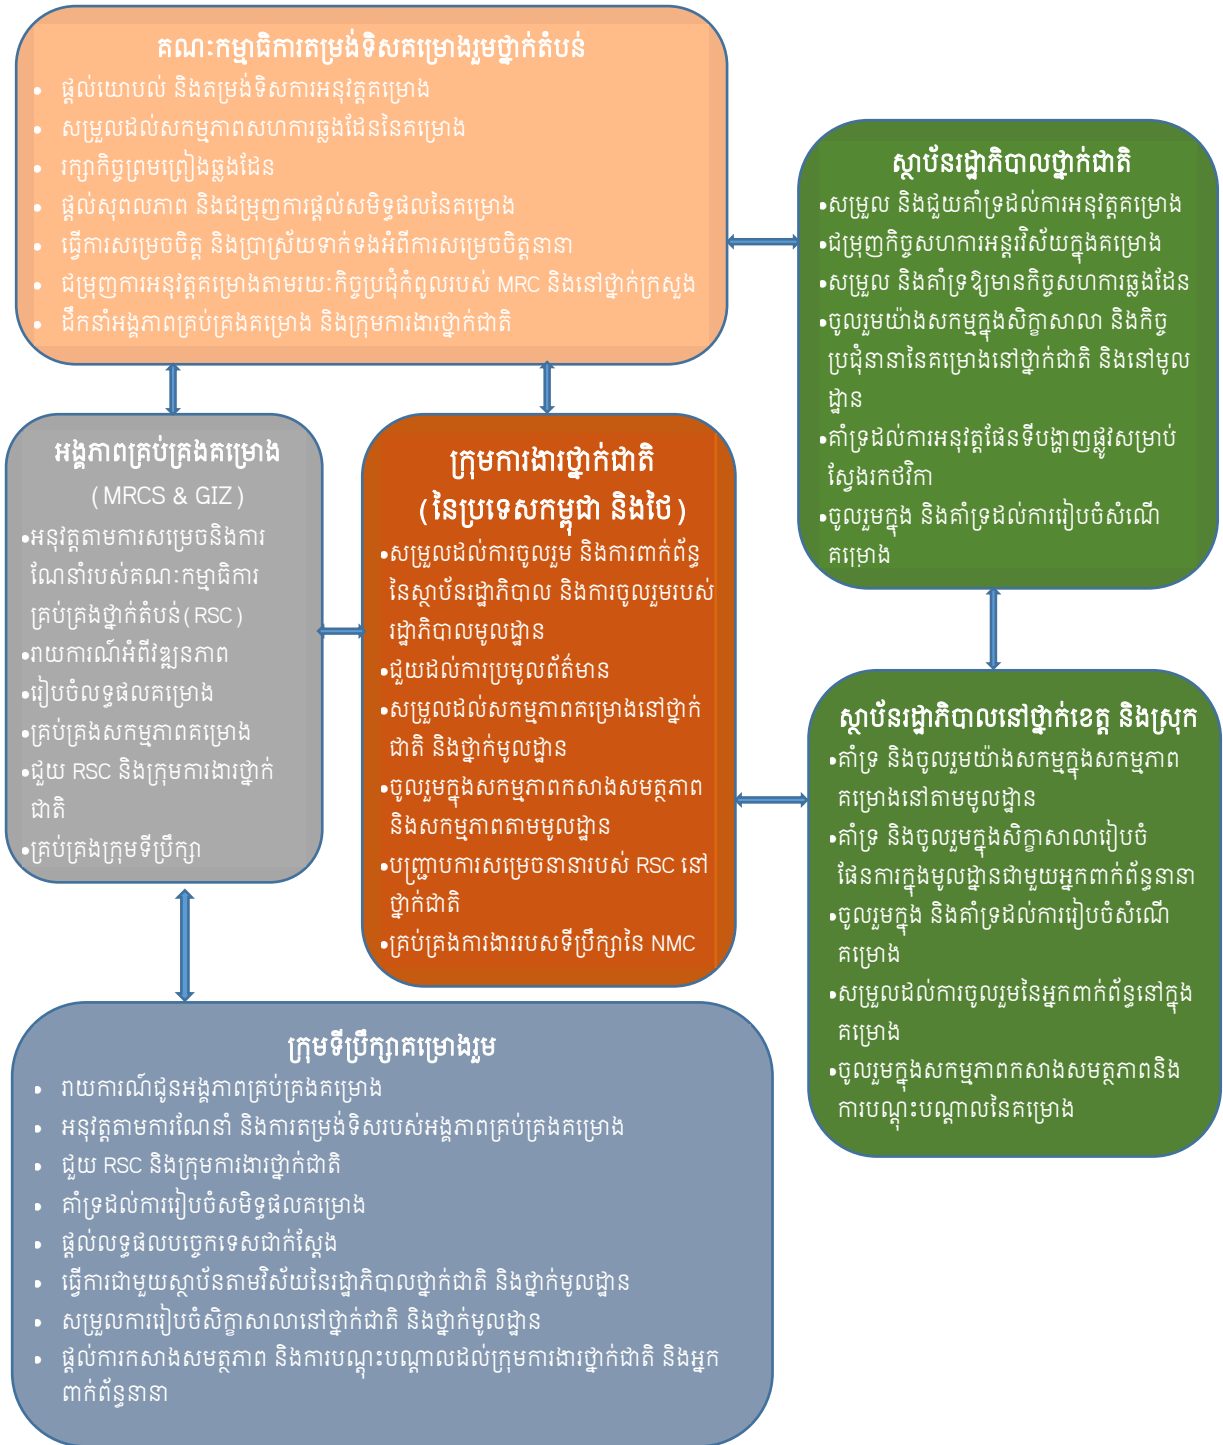 គណៈកម្មាធិការតម្រង់ទិសគម្រោងរួមថ្នាក់តំបន់
• ផ្តល់យោបល់ និងតម្រង់ទិសការអនុវត្តគម្រោង
• សម្រួលដល់សកម្មភាពសហការឆ្លងដែននៃគម្រោង
• រក្សាកិច្ចព្រមព្រៀងឆ្លងដែន
• ផ្តល់សុពលភាព និងជម្រុញការផ្តល់សមិទ្ធផលនៃគម្រោង
• ធ្វើការសម្រេចចិត្ត និងប្រាស្រ័យទាក់ទងអំពីការសម្រេចចិត្តនានា
• ជម្រុញការអនុវត្តគម្រោងតាមរយៈកិច្ចប្រជុំកំពូលរបស់ MRC និងនៅថ្នាក់ក្រសួង
• ដឹកនាំអង្គភាពគ្រប់គ្រងគម្រោង និងក្រុមការងារថ្នាក់ជាតិ
ស្ថាប័នរដ្ឋាភិបាលថ្នាក់ជាតិ
•សម្រួល និងជួយគាំទ្រដល់ការអនុវត្តគម្រោង
•ជម្រុញកិច្ចសហការអន្តរវិស័យក្នុងគម្រោង
•សម្រួល និងគាំទ្រឱ្យមានកិច្ចសហការឆ្លងដែន
•ចូលរួមយ៉ាងសកម្មក្នុងសិក្ខាសាលា និងកិច្ច
ប្រជុំនានានៃគម្រោងនៅថ្នាក់ជាតិ និងនៅមូល
ដ្ឋាន
•គាំទ្រដល់ការអនុវត្តផែនទីបង្ហាញផ្លូវសម្រាប់
ស្វែងរកថវិកា
•ចូលរួមក្នុង និងគាំទ្រដល់ការរៀបចំសំណើ
គម្រោង
អង្គភាពគ្រប់គ្រងគម្រោង
(MRCS & GIZ)
•អនុវត្តតាមការសម្រេចនិងការ
ណែនាំរបស់គណៈកម្មាធិការ
គ្រប់គ្រងថ្នាក់តំបន់(RSC)
•រាយការណ៍អំពីវឌ្ឍនភាព
•រៀបចំលទ្ធផលគម្រោង
•គ្រប់គ្រងសកម្មភាពគម្រោង
•ជួយ RSC និងក្រុមការងារថ្នាក់
ជាតិ
•គ្រប់គ្រងក្រុមទីប្រឹក្សា
ក្រុមការងារថ្នាក់ជាតិ
(នៃប្រទេសកម្ពុជា និងថៃ)
•សម្រួលដល់ការចូលរួម និងការពាក់ព័ន្ធ
នៃស្ថាប័នរដ្ឋាភិបាល និងការចូលរួមរបស់
រដ្ឋាភិបាលមូលដ្ឋាន
•ជួយដល់ការប្រមូលព័ត៌មាន
•សម្រួលដល់សកម្មភាពគម្រោងនៅថ្នាក់
ជាតិ និងថ្នាក់មូលដ្ឋាន
•ចូលរួមក្នុងសកម្មភាពកសាងសមត្ថភាព
និងសកម្មភាពតាមមូលដ្ឋាន
•បញ្ជ្រាបការសម្រេចនានារបស់ RSC នៅ
ថ្នាក់ជាតិ
•គ្រប់គ្រងការងាររបសទីប្រឹក្សានៃ NMC
ស្ថាប័នរដ្ឋាភិបាលនៅថ្នាក់ខេត្ត និងស្រុក
•គាំទ្រ និងចូលរួមយ៉ាងសកម្មក្នុងសកម្មភាព
គម្រោងនៅតាមមូលដ្ឋាន
•គាំទ្រ និងចូលរួមក្នុងសិក្ខាសាលារៀបចំ
ផែនការក្នុងមូលដ្ឋានជាមួយអ្នកពាក់ព័ន្ធនានា
•ចូលរួមក្នុង និងគាំទ្រដល់ការរៀបចំសំណើ
គម្រោង
•សម្រួលដល់ការចូលរួមនៃអ្នកពាក់ព័ន្ធនៅក្នុង
គម្រោង
•ចូលរួមក្នុងសកម្មភាពកសាងសមត្ថភាពនិង
ការបណ្តុះបណ្តាលនៃគម្រោង
ក្រុមទីប្រឹក្សាគម្រោងរួម
• រាយការណ៍ជូនអង្គភាពគ្រប់គ្រងគម្រោង
• អនុវត្តតាមការណែនាំ និងការតម្រង់ទិសរបស់អង្គភាពគ្រប់គ្រងគម្រោង
• ជួយ RSC និងក្រុមការងារថ្នាក់ជាតិ
• គាំទ្រដល់ការរៀបចំសមិទ្ធផលគម្រោង
• ផ្តល់លទ្ធផលបច្ចេកទេសជាក់ស្តែង
• ធ្វើការជាមួយស្ថាប័នតាមវិស័យនៃរដ្ឋាភិបាលថ្នាក់ជាតិ និងថ្នាក់មូលដ្ឋាន
• សម្រួលការរៀបចំសិក្ខាសាលានៅថ្នាក់ជាតិ និងថ្នាក់មូលដ្ឋាន
• ផ្តល់ការកសាងសមត្ថភាព និងការបណ្តុះបណ្តាលដល់ក្រុមការងារថ្នាក់ជាតិ និងអ្នក
ពាក់ព័ន្ធនានា